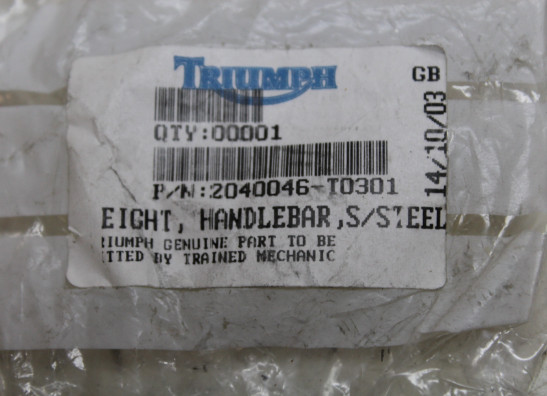 TRIUMPH
GB
14/10/03
QTY:00001
P/N:2040046-T0301
EIGHT, HANDLEBAR,S/STEEL
RIUMPH GENUINE PART TO BE
TTED BY TRAINED MECHANIC